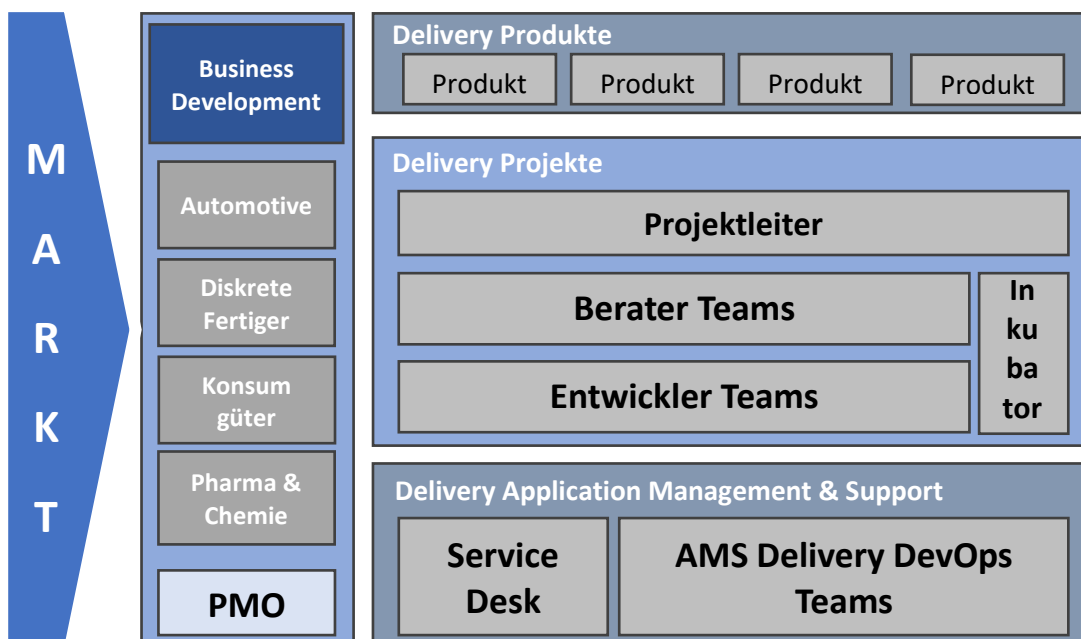 M
A
R
K
T
Business
Development
Automotive
Diskrete
Fertiger
Konsum
güter
Pharma &
Chemie
PMO
Delivery Produkte
Produkt
Produkt
Produkt
Produkt
Delivery Projekte
Projektleiter
Berater Teams
Entwickler Teams
In
ku
ba
tor
Delivery Application Management & Support
Service
Desk
AMS Delivery DevOps
Teams